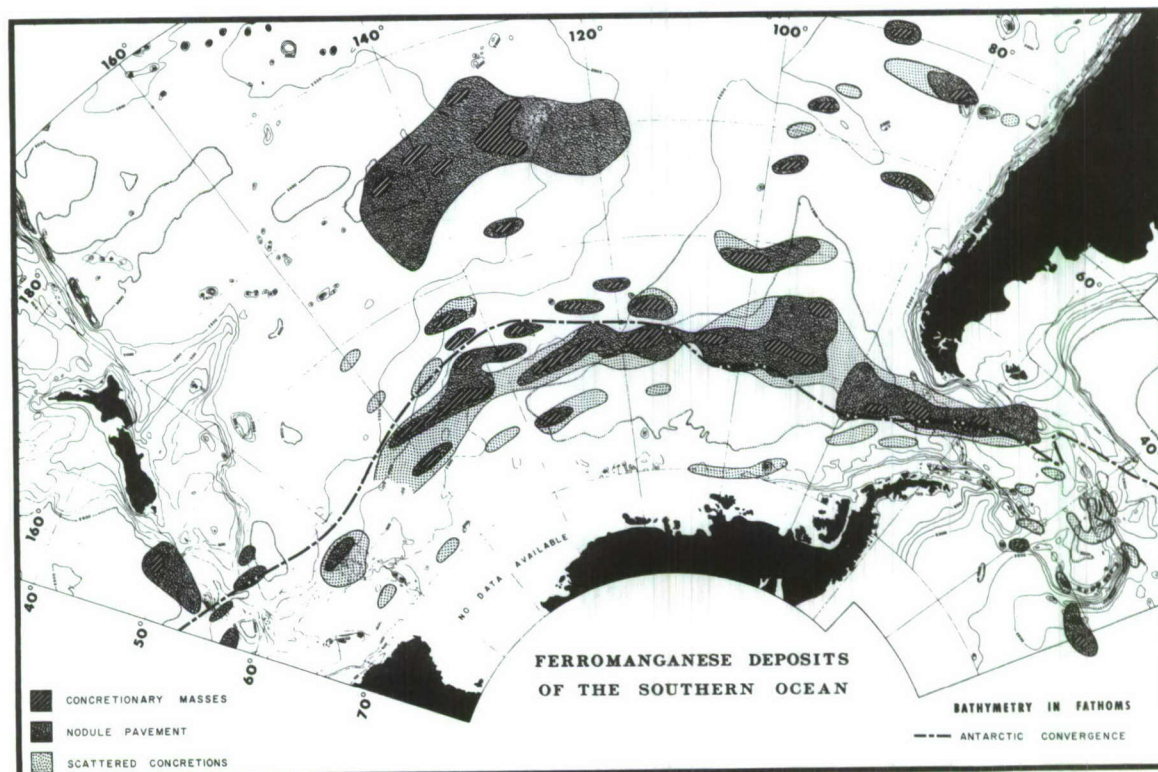 160°
140°
120°
100°
80°
180°
60°
40
160°
40°
50°
60°
70°
NO DATA AVAILABLE
FERROMANGANESE DEPOSITS
OF THE SOUTHERN OCEAN
CONCRETIONARY MASSES
NODULE PAVEMENT
SCATTERED CONCRETIONS
BATHYMETRY IN FATHOMS
ANTARCTIC CONVERGENCE